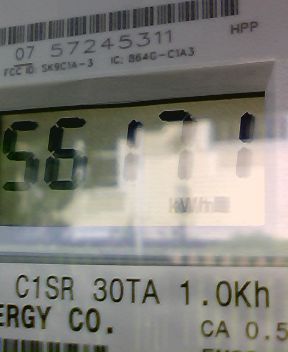 07 57245311
HPP
FCC ID: SK9C1A-3 IC: 864G-C1A3
56171
kWh
C1SR 30TA 1.0Kh
ERGY CO.
CA 0.5